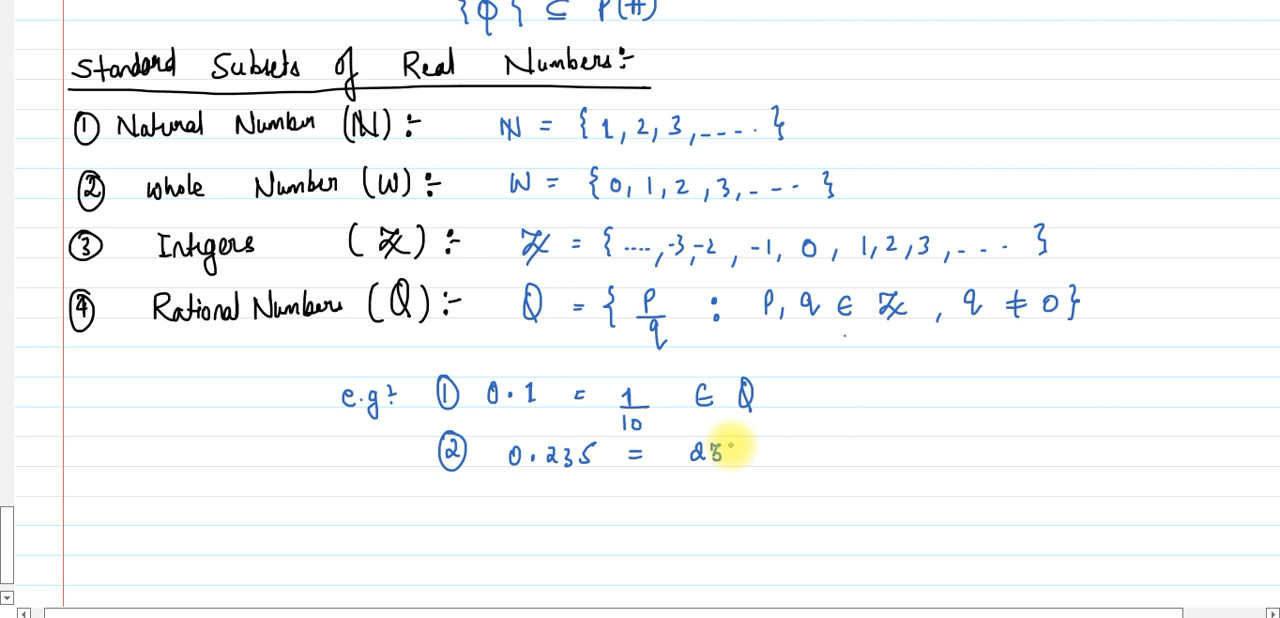 {ϕ} ⊆ P(A)
Standard Subsets of Real Numbers:-
① Natural Number (ℕ) :- ℕ = {1, 2, 3, ----. }
② Whole Number (W) :- W = {0, 1, 2, 3, - - -. }
③ Intigers (ℤ) :- ℤ = { ...., -3, -2, -1, 0, 1, 2, 3, - - -. }
④ Rational Numbers (Q) :- Q = { p/q : p, q ∈ ℤ, q ≠ 0}
e.g: ① 0.1 = 1/10 ∈ Q
② 0.235 = 23